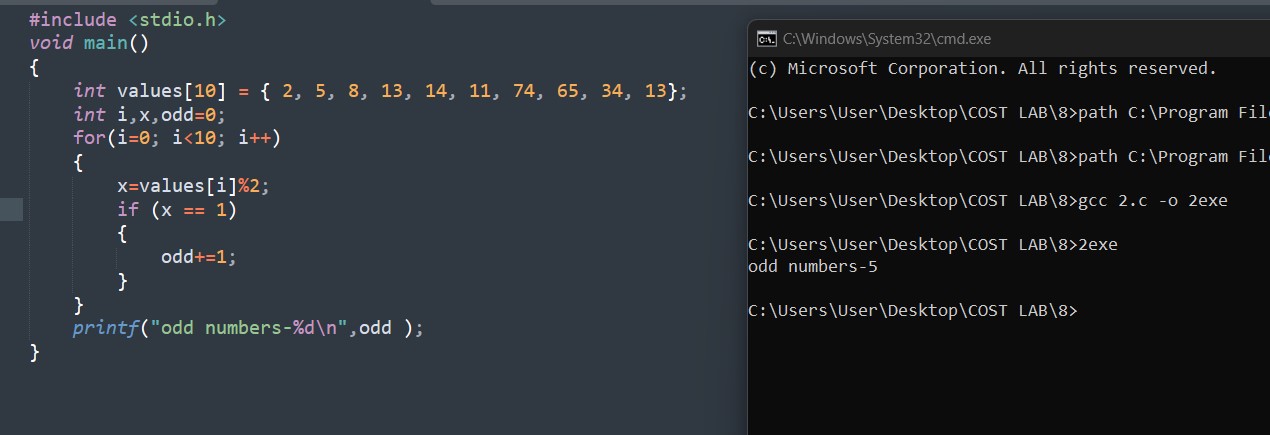 #include <stdio.h>
void main()
{
int values[10] = { 2, 5, 8, 13, 14, 11, 74, 65, 34, 13};
int i,x,odd=0;
for(i=0; i<10; i++)
{
x=values[i]%2;
if (x == 1)
{
odd+=1;
}
}
printf("odd numbers-%d\n",odd );
}
C:\Windows\System32\cmd.exe
(c) Microsoft Corporation. All rights reserved.
C:\Users\User\Desktop\COST LAB\8>path C:\Program Fil
C:\Users\User\Desktop\COST LAB\8>path C:\Program Fil
C:\Users\User\Desktop\COST LAB\8>gcc 2.c -o 2exe
C:\Users\User\Desktop\COST LAB\8>2exe
odd numbers-5
C:\Users\User\Desktop\COST LAB\8>